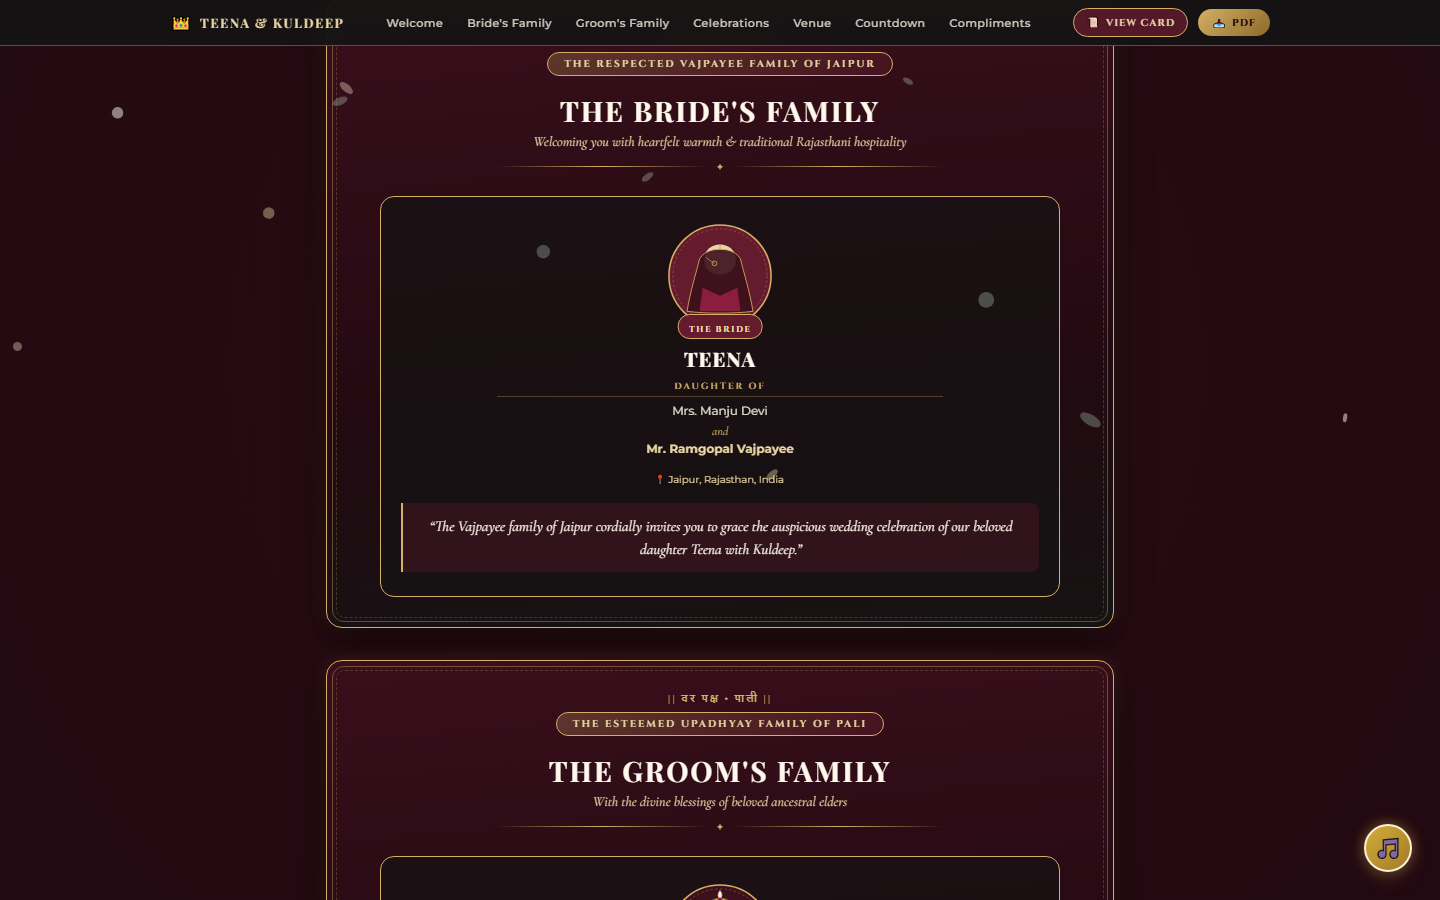 TEENA & KULDEEP
Welcome
Bride's Family
Groom's Family
Celebrations
Venue
Countdown
Compliments
VIEW CARD
PDF
THE RESPECTED VAJPAYEE FAMILY OF JAIPUR
THE BRIDE'S FAMILY
Welcoming you with heartfelt warmth & traditional Rajasthani hospitality
THE BRIDE
TEENA
DAUGHTER OF
Mrs. Manju Devi
and
Mr. Ramgopal Vajpayee
Jaipur, Rajasthan, India
“The Vajpayee family of Jaipur cordially invites you to grace the auspicious wedding celebration of our beloved
daughter Teena with Kuldeep.”
|| वर पक्ष • पाली ||
THE ESTEEMED UPADHYAY FAMILY OF PALI
THE GROOM'S FAMILY
With the divine blessings of beloved ancestral elders